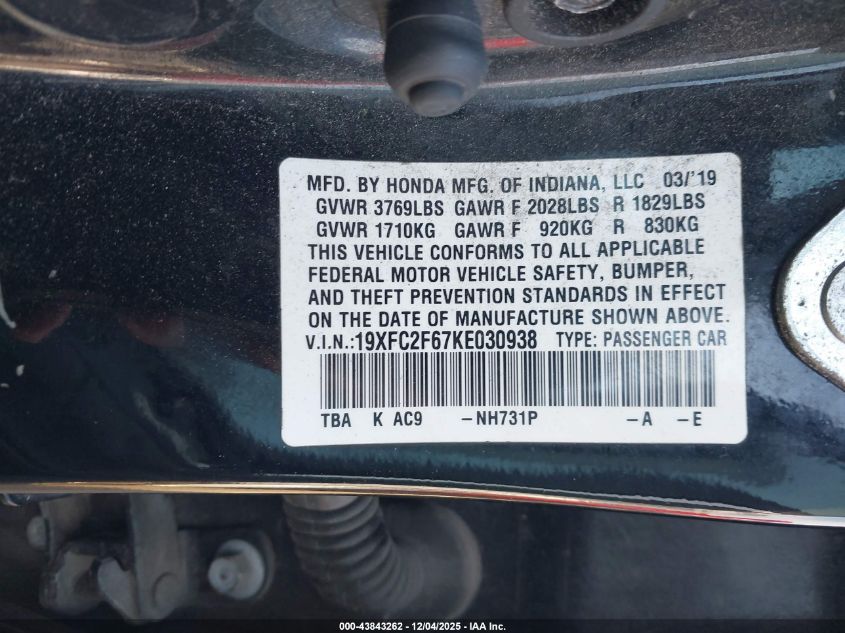 MFD. BY HONDA MFG. OF INDIANA, LLC 03/'19
GVWR 3769LBS GAWR F 2028LBS R 1829LBS
GVWR 1710KG GAWR F 920KG R 830KG
THIS VEHICLE CONFORMS TO ALL APPLICABLE
FEDERAL MOTOR VEHICLE SAFETY, BUMPER,
AND THEFT PREVENTION STANDARDS IN EFFECT
ON THE DATE OF MANUFACTURE SHOWN ABOVE.
V.I.N.:19XFC2F67KE030938 TYPE: PASSENGER CAR
TBA K AC9 -NH731P -A -E
000-43843262 - 12/04/2025 - IAA Inc.